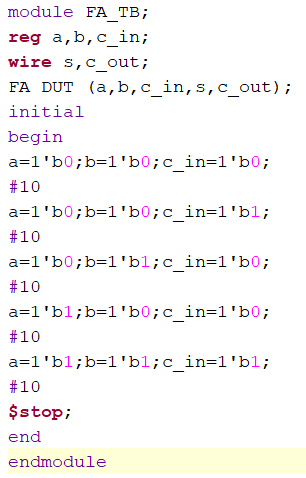 module FA_TB;
reg a,b,c_in;
wire s,c_out;
FA DUT (a,b,c_in,s,c_out);
initial
begin
a=1'b0;b=1'b0;c_in=1'b0;
#10
a=1'b0;b=1'b0;c_in=1'b1;
#10
a=1'b0;b=1'b1;c_in=1'b0;
#10
a=1'b1;b=1'b0;c_in=1'b0;
#10
a=1'b1;b=1'b1;c_in=1'b1;
#10
$stop;
end
endmodule